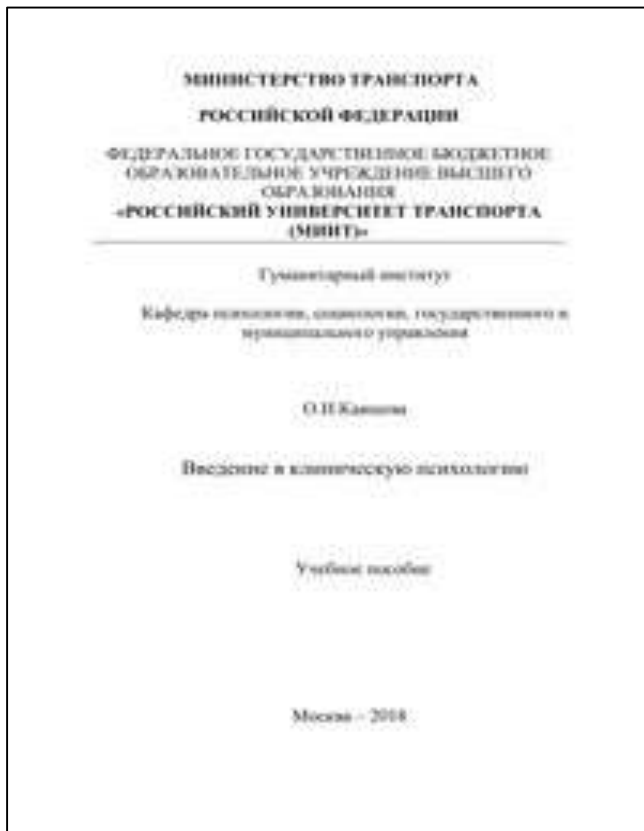 МИНИСТЕРСТВО ТРАНСПОРТА
РОССИЙСКОЙ ФЕДЕРАЦИИ
ФЕДЕРАЛЬНОЕ ГОСУДАРСТВЕННОЕ БЮДЖЕТНОЕ
ОБРАЗОВАТЕЛЬНОЕ УЧРЕЖДЕНИЕ ВЫСШЕГО
ОБРАЗОВАНИЯ
«РОССИЙСКИЙ УНИВЕРСИТЕТ ТРАНСПОРТА
(МИИТ)»
Гуманитарный институт
Кафедра психологии, социологии, государственного и
муниципального управления
Введение в клиническую психологию
Учебное пособие
Москва – 2018